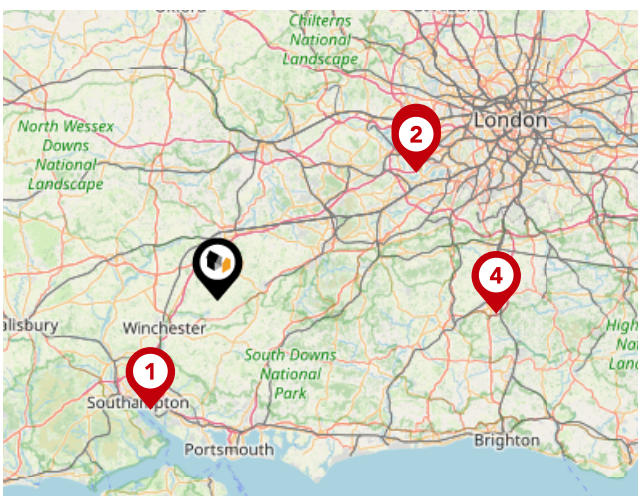 Chilterns
National
Landscape
North Wessex
Downs
National
Landscape
2
London
4
alisbury
Winchester
1
South Downs
National
Park
Southampton
High
Nat
Land
Portsmouth
Brighton